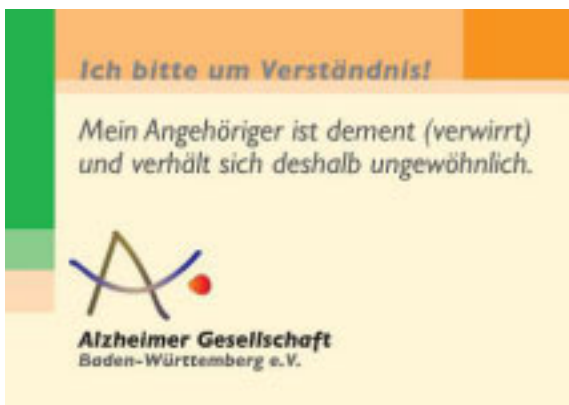 Ich bitte um Verständnis!
Mein Angehöriger ist dement (verwirrt)
und verhält sich deshalb ungewöhnlich.
Alzheimer Gesellschaft
Baden-Württemberg e.V.